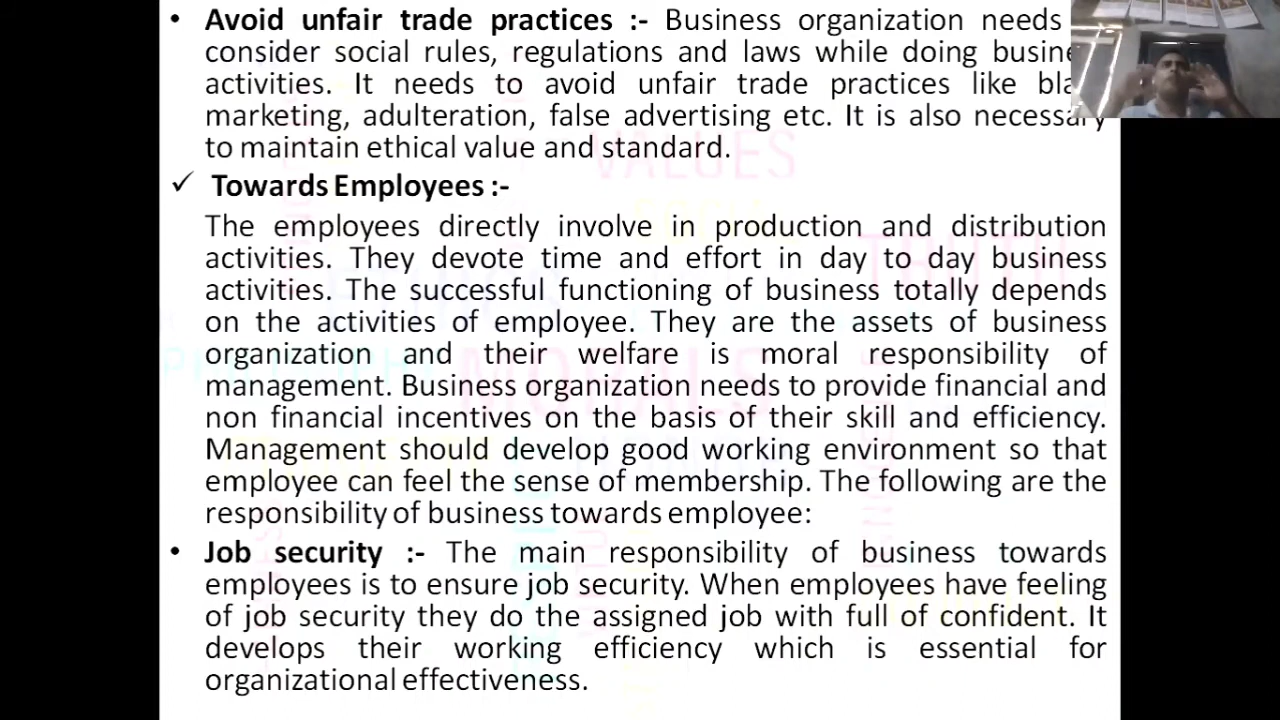 • Avoid unfair trade practices :- Business organization needs
consider social rules, regulations and laws while doing
activities. It needs to avoid unfair trade practices like
marketing, adulteration, false advertising etc. It is also necessary
to maintain ethical value and standard.
✓ Towards Employees :-
The employees directly involve in production and distribution
activities. They devote time and effort in day to day business
activities. The successful functioning of business totally depends
on the activities of employee. They are the assets of business
organization and their welfare is moral responsibility of
management. Business organization needs to provide financial and
non financial incentives on the basis of their skill and efficiency.
Management should develop good working environment so that
employee can feel the sense of membership. The following are the
responsibility of business towards employee:
• Job security :- The main responsibility of business towards
employees is to ensure job security. When employees have feeling
of job security they do the assigned job with full of confident. It
develops their working efficiency which is essential for
organizational effectiveness.
VALUES
SOCIAL
TRUTH
MORALS